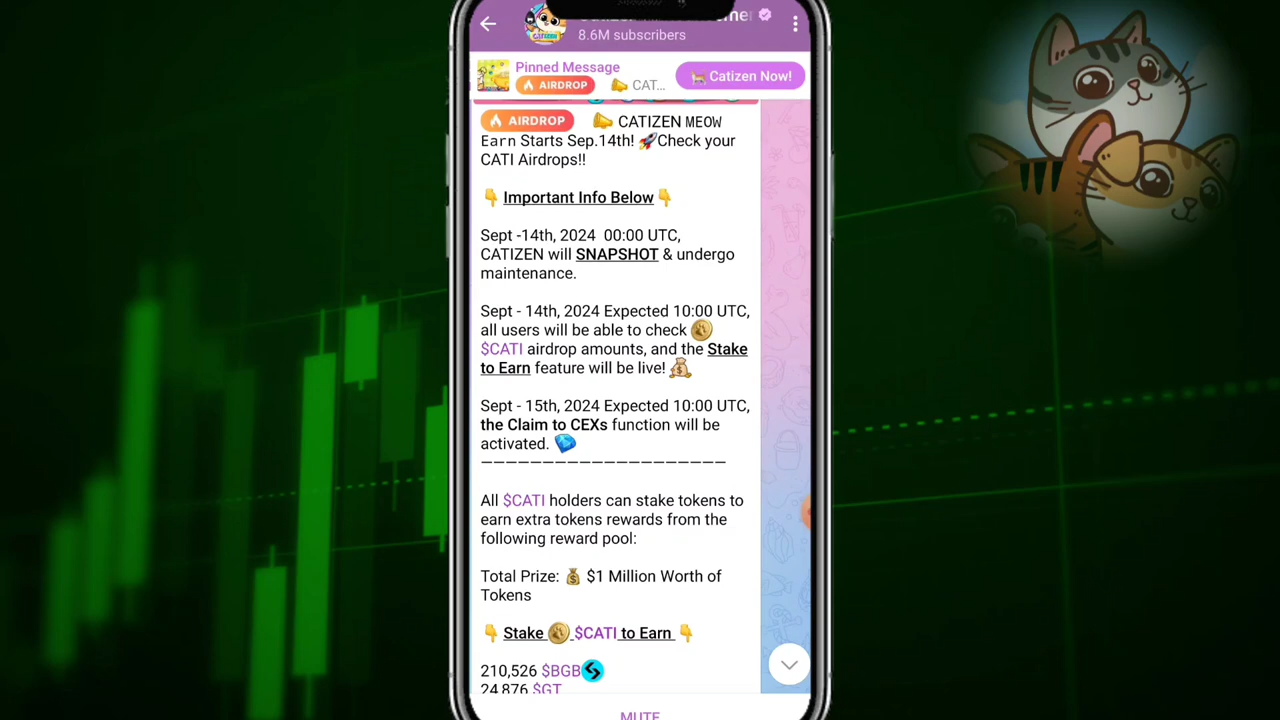 8.6M subscribers
Pinned Message
AIRDROP CAT...
Catizen Now!
AIRDROP CATIZEN MEOW
Earn Starts Sep.14th! Check your
CATI Airdrops!!
Important Info Below
Sept -14th, 2024 00:00 UTC,
CATIZEN will SNAPSHOT & undergo
maintenance.
Sept - 14th, 2024 Expected 10:00 UTC,
all users will be able to check
$CATI airdrop amounts, and the Stake
to Earn feature will be live!
Sept - 15th, 2024 Expected 10:00 UTC,
the Claim to CEXs function will be
activated.
————————————————————
All $CATI holders can stake tokens to
earn extra tokens rewards from the
following reward pool:
Total Prize: $1 Million Worth of
Tokens
Stake $CATI to Earn
210,526 $BGB
24,876 $GT
MUTE